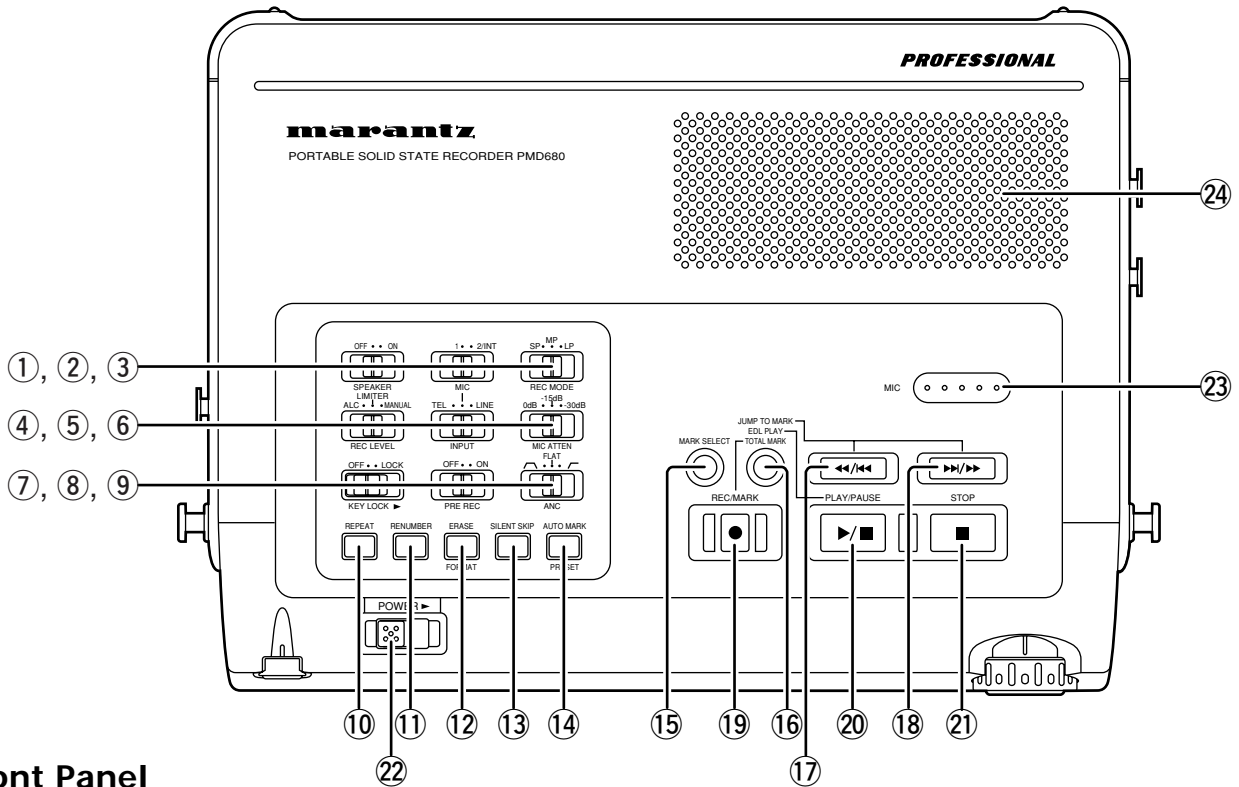 PROFESSIONAL
marantz
PORTABLE SOLID STATE RECORDER PMD680
㉔
OFF • • ON
1 • • 2/INT
MP
SP • • • LP
①, ②, ③
SPEAKER
MIC
REC MODE
MIC
㉓
LIMITER
ALC • • MANUAL
TEL • • • LINE
-15dB
0dB • • -30dB
④, ⑤, ⑥
REC LEVEL
INPUT
MIC ATTEN
JUMP TO MARK
EDL PLAY
MARK SELECT
TOTAL MARK
FLAT
OFF • • LOCK
OFF • • ON
⑦, ⑧, ⑨
KEY LOCK ►
PRE REC
ANC
REC/MARK
PLAY/PAUSE
STOP
REPEAT
RENUMBER
ERASE
SILENT SKIP
AUTO MARK
FORMAT
PRESET
POWER ►
⑩ ⑪ ⑫ ⑬ ⑭ ⑮ ⑲ ⑯ ⑳ ⑱ ㉑
㉒ ⑰
ont Panel